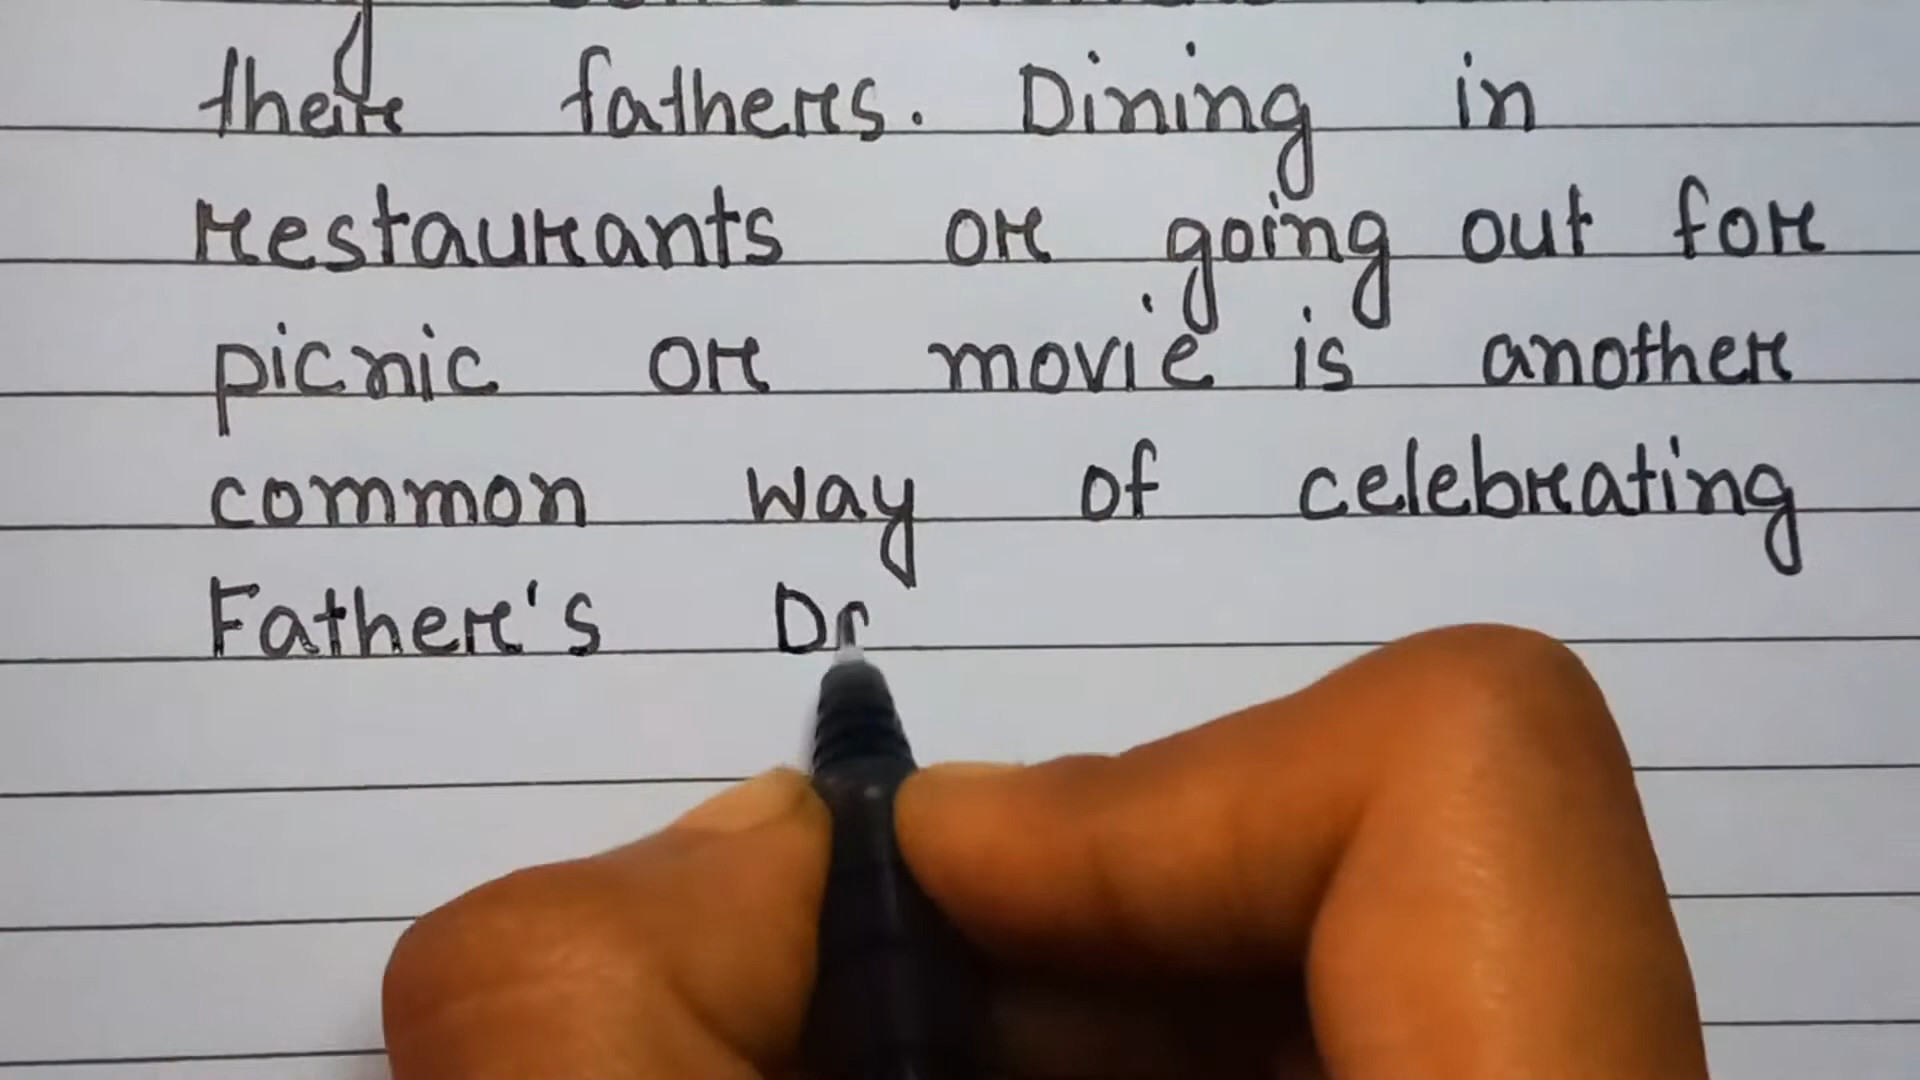 their fathers. Dining in
restaurants or going out for
picnic or movie is another
common way of celebrating
Father's D